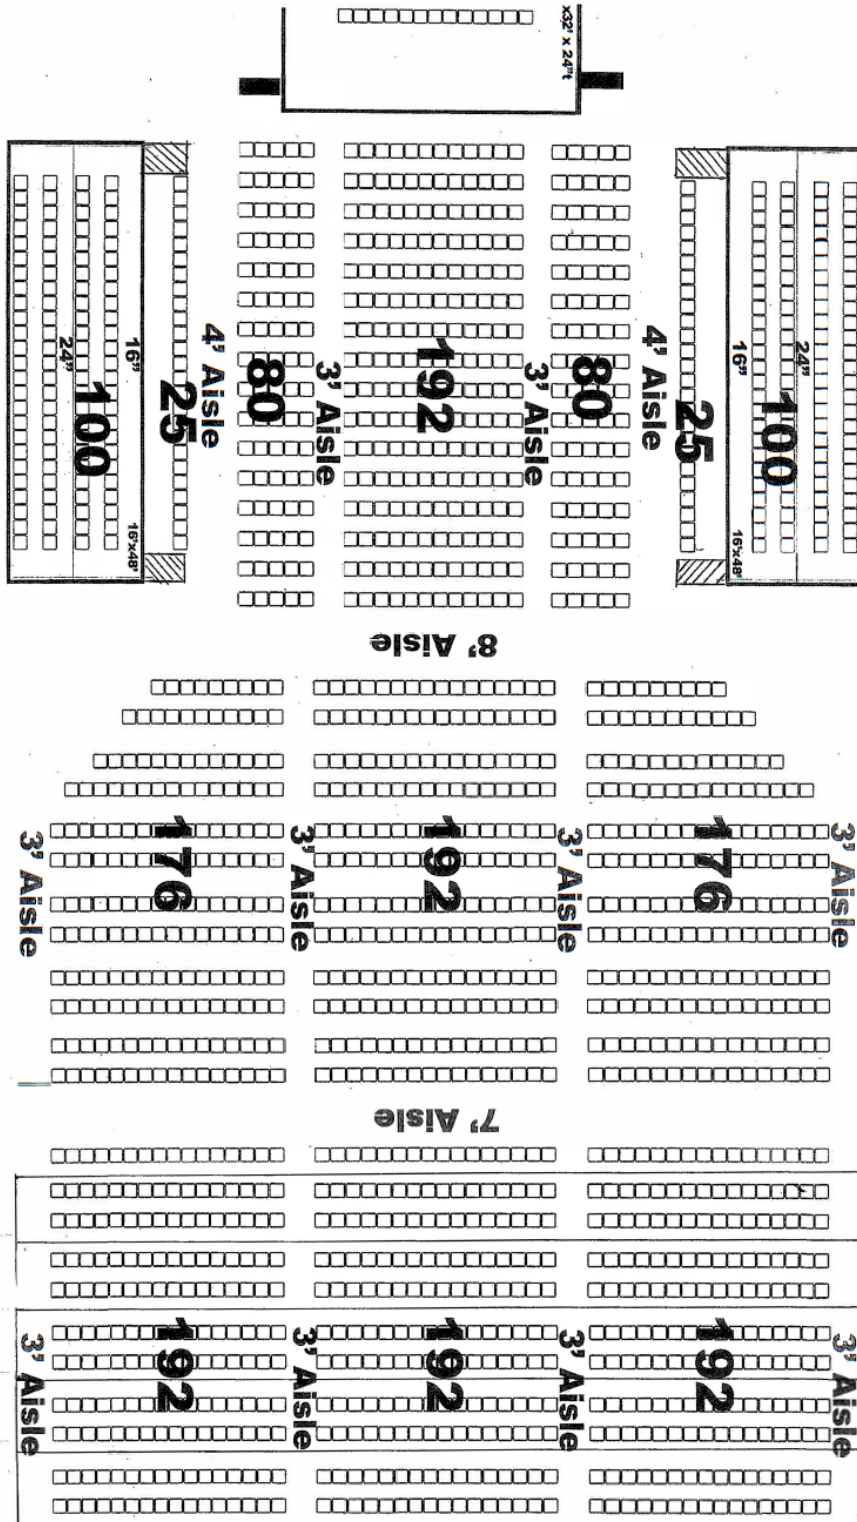 x32' x 24"t
4' Aisle
80
3' Aisle
192
3' Aisle
80
4' Aisle
24"
16"
100
25
16'x48'
25
16"
24"
100
16'x48'
8' Aisle
3' Aisle
176
3' Aisle
192
3' Aisle
176
3' Aisle
7' Aisle
3' Aisle
192
3' Aisle
192
3' Aisle
192
3' Aisle